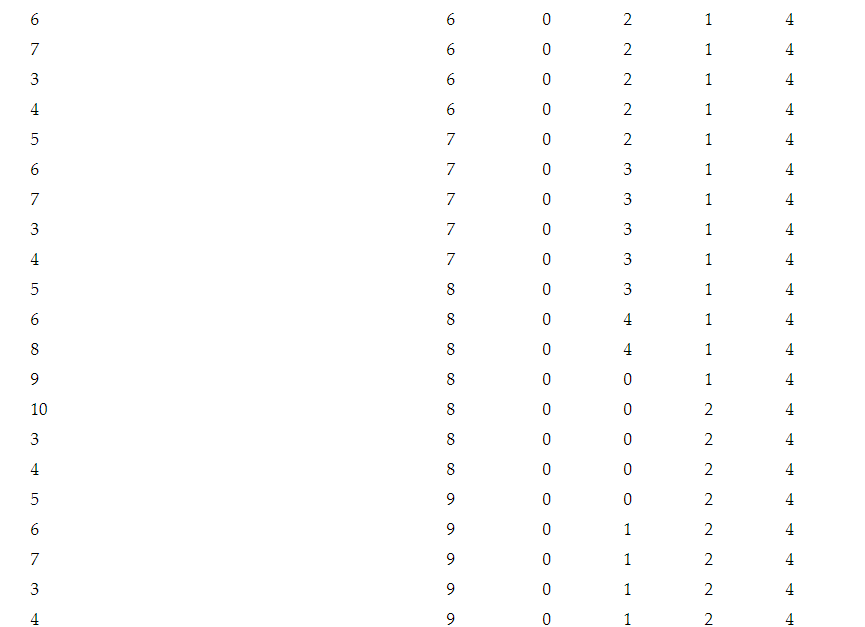 6 6 0 2 1 4
7 6 0 2 1 4
3 6 0 2 1 4
4 6 0 2 1 4
5 7 0 2 1 4
6 7 0 3 1 4
7 7 0 3 1 4
3 7 0 3 1 4
4 7 0 3 1 4
5 8 0 3 1 4
6 8 0 4 1 4
8 8 0 4 1 4
9 8 0 0 1 4
10 8 0 0 2 4
3 8 0 0 2 4
4 8 0 0 2 4
5 9 0 0 2 4
6 9 0 1 2 4
7 9 0 1 2 4
3 9 0 1 2 4
4 9 0 1 2 4